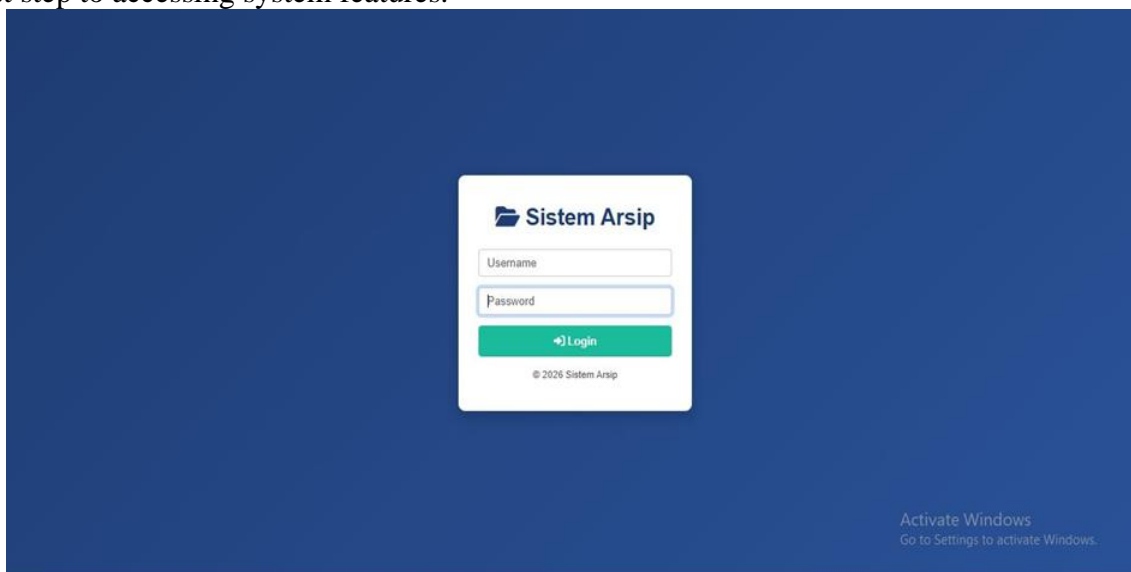 step to accessing system features.
Sistem Arsip
Username
Password
Login
© 2026 Sistem Arsip
Activate Windows
Go to Settings to activate Windows.